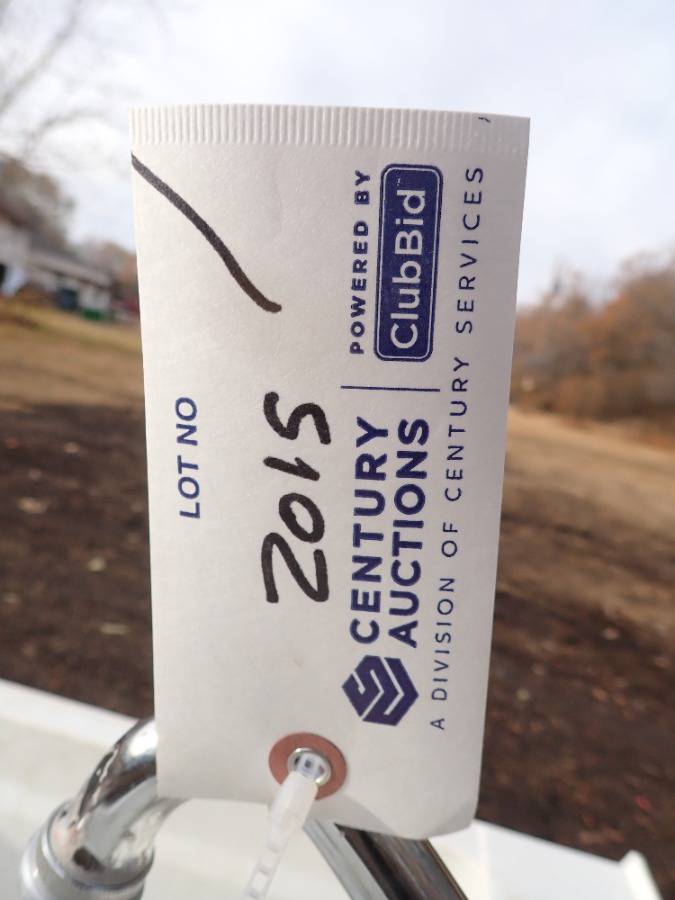 LOT NO
2015
CENTURY
AUCTIONS
POWERED BY
ClubBid
A DIVISION OF CENTURY SERVICES